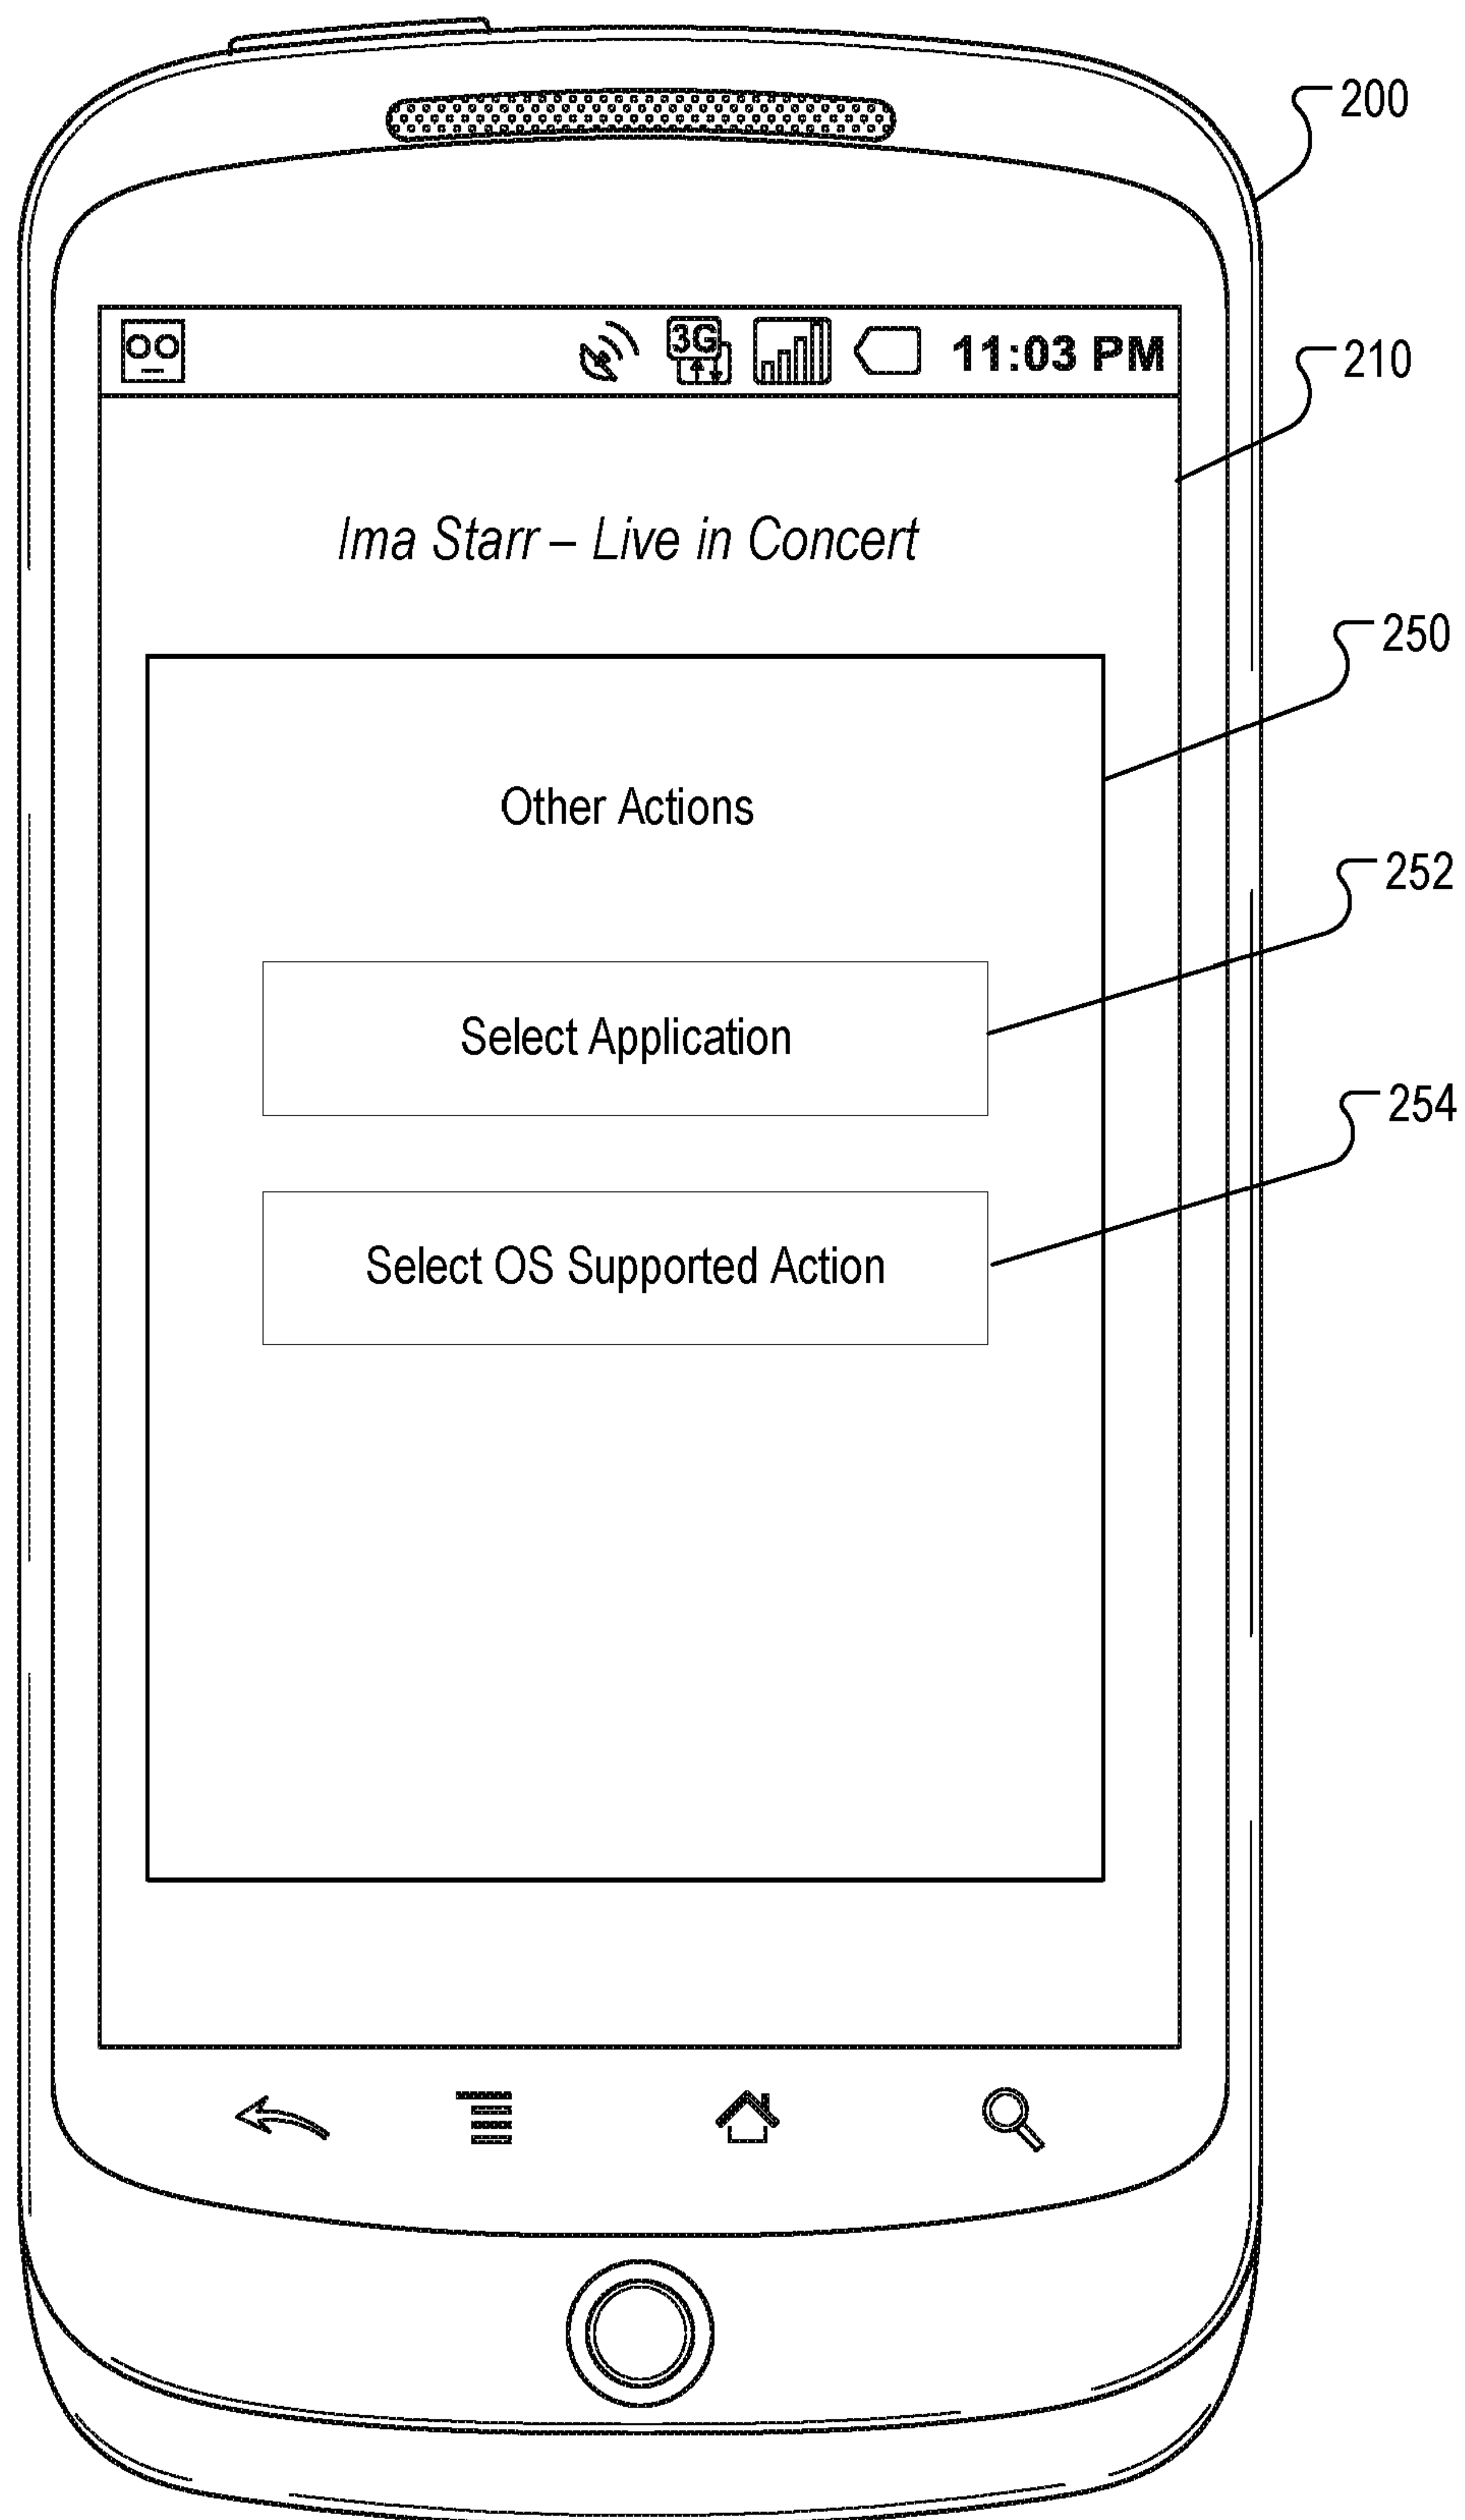 200
3G 11:03 PM
210
Ima Starr – Live in Concert
250
Other Actions
252
Select Application
254
Select OS Supported Action